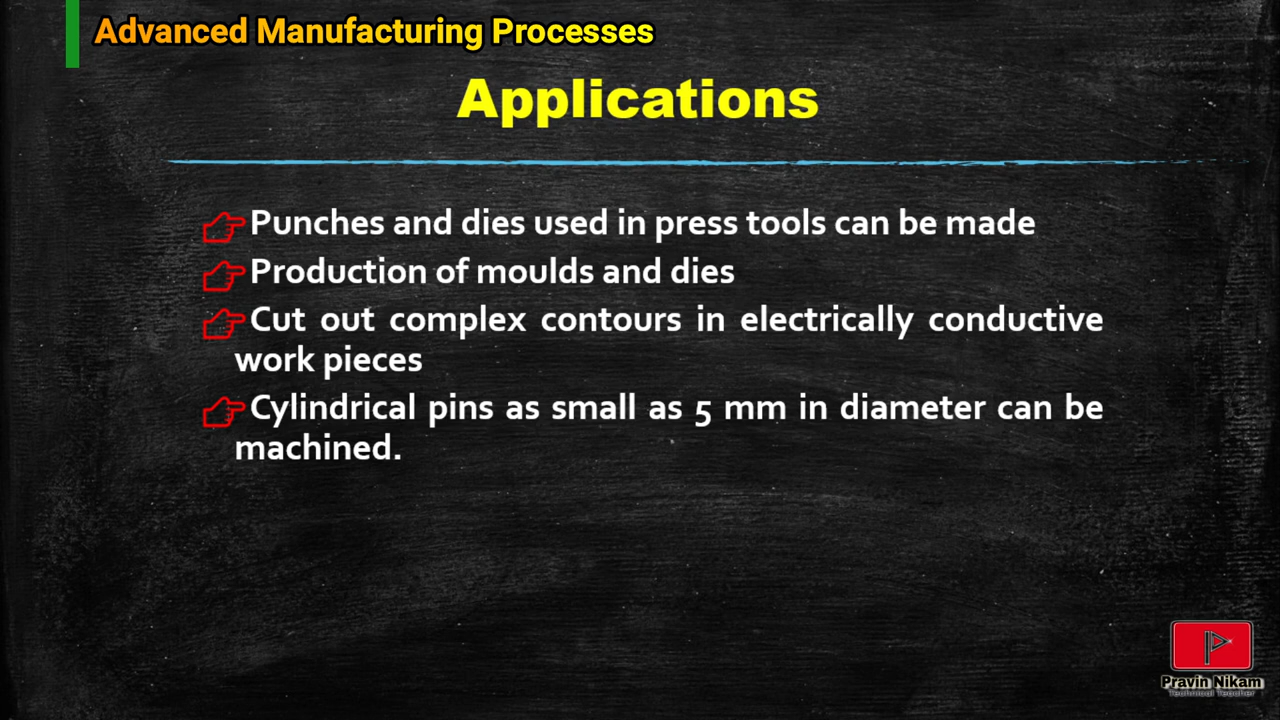 Advanced Manufacturing Processes
Applications
Punches and dies used in press tools can be made
Production of moulds and dies
Cut out complex contours in electrically conductive
work pieces
Cylindrical pins as small as 5 mm in diameter can be
machined.
Pravin Nikam
Technical Teacher